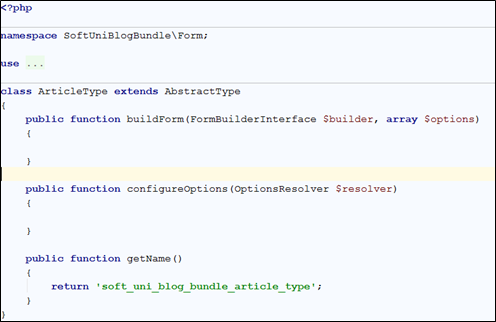 <?php
namespace SoftUniBlogBundle\Form;
use ...
class ArticleType extends AbstractType
{
    public function buildForm(FormBuilderInterface $builder, array $options)
    {
    }
    public function configureOptions(OptionsResolver $resolver)
    {
    }
    public function getName()
    {
        return 'soft_uni_blog_bundle_article_type';
    }
}